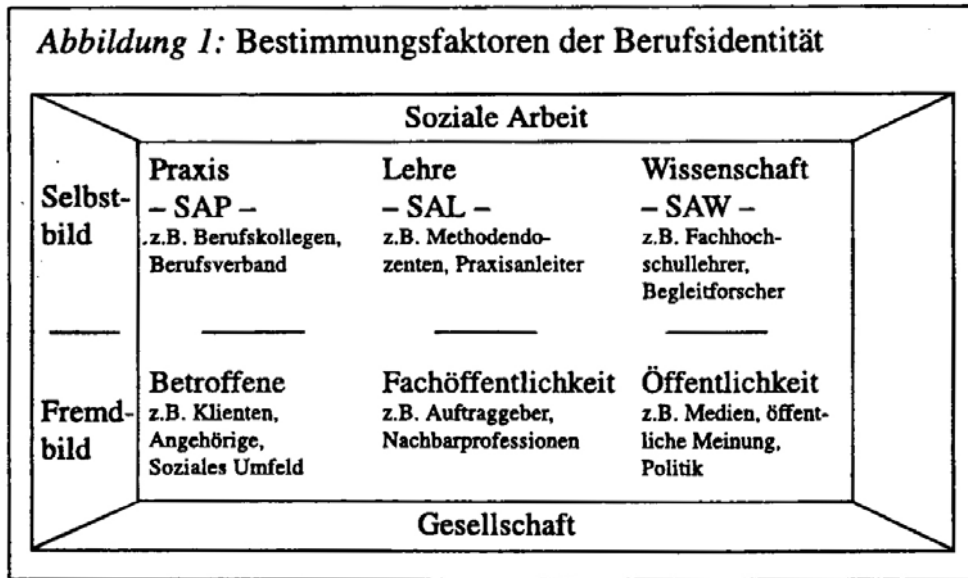 Abbildung 1: Bestimmungsfaktoren der Berufsidentität
Soziale Arbeit
Selbst-
bild
Praxis
– SAP –
z.B. Berufskollegen,
Berufsverband
Lehre
– SAL –
z.B. Methodendo-
zenten, Praxisanleiter
Wissenschaft
– SAW –
z.B. Fachhoch-
schullehrer,
Begleitforscher
Fremd-
bild
Betroffene
z.B. Klienten,
Angehörige,
Soziales Umfeld
Fachöffentlichkeit
z.B. Auftraggeber,
Nachbarprofessionen
Öffentlichkeit
z.B. Medien, öffent-
liche Meinung,
Politik
Gesellschaft